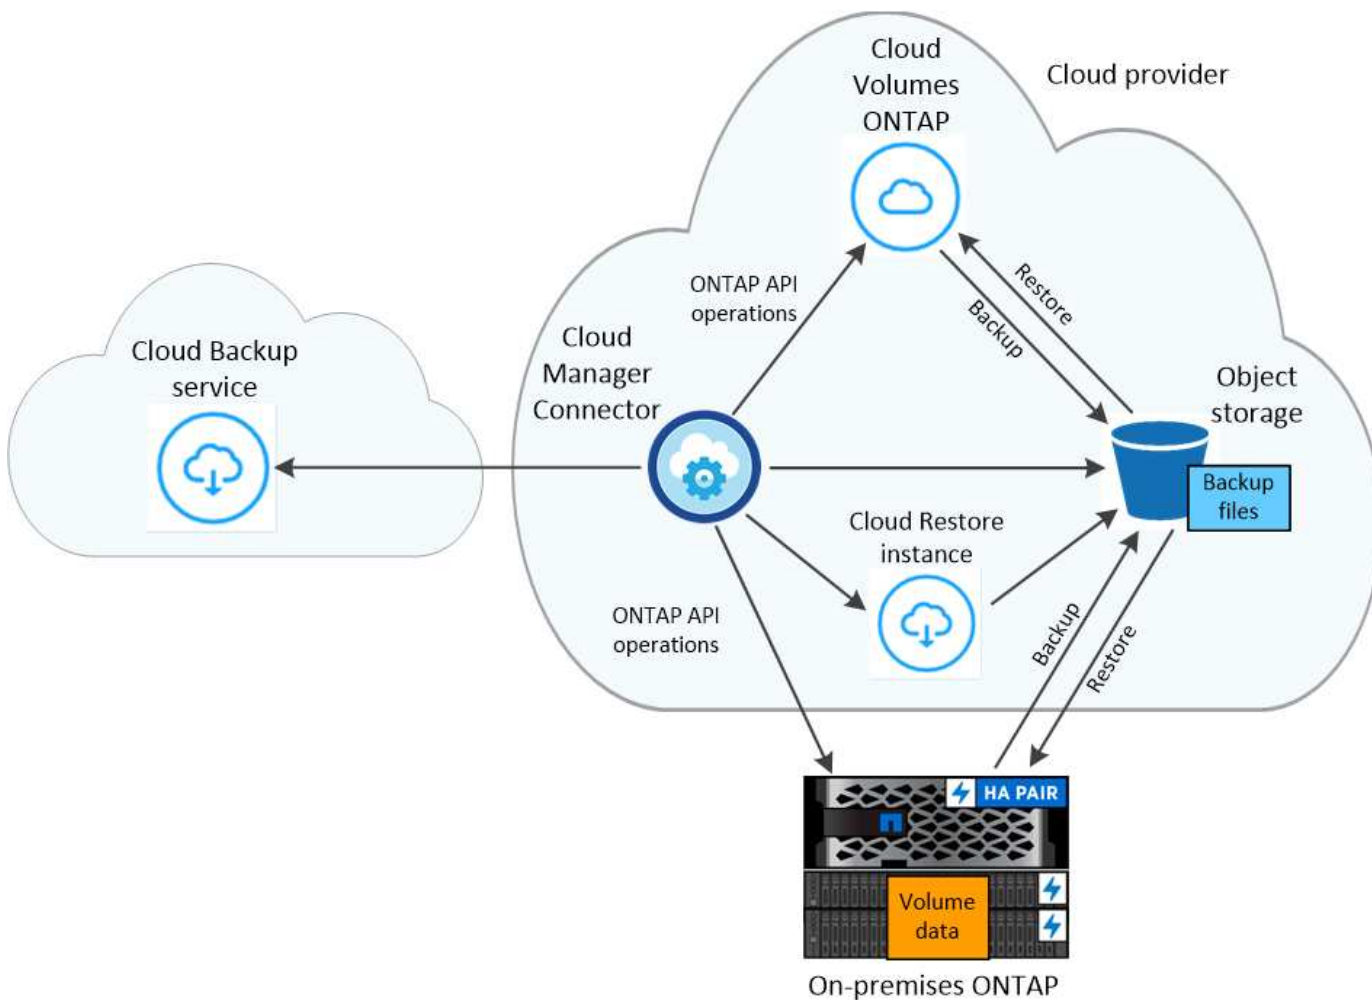 Cloud
Volumes
ONTAP
Cloud provider
ONTAP API
operations
Restore
Backup
Cloud Backup
service
Cloud
Manager
Connector
Object
storage
Backup
files
Cloud Restore
instance
ONTAP API
operations
Backup
Restore
HA PAIR
Volume
data
On-premises ONTAP